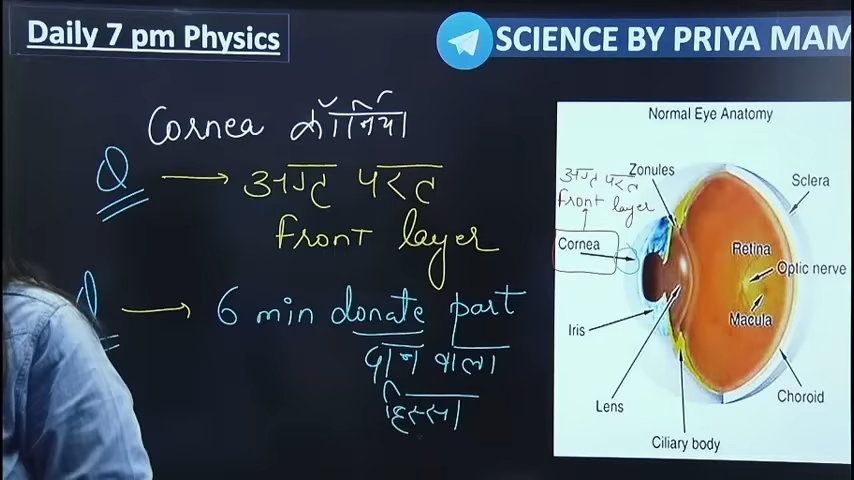 Daily 7 pm Physics
SCIENCE BY PRIYA MAM
Cornea कॉर्निया
Q → अग्र परत
Front layer
Q → 6 min donate part
दान वाला
हिस्सा
Normal Eye Anatomy
अग्र परत
Front layer
Zonules
Sclera
Cornea
Retina
Optic nerve
Macula
Iris
Lens
Choroid
Ciliary body